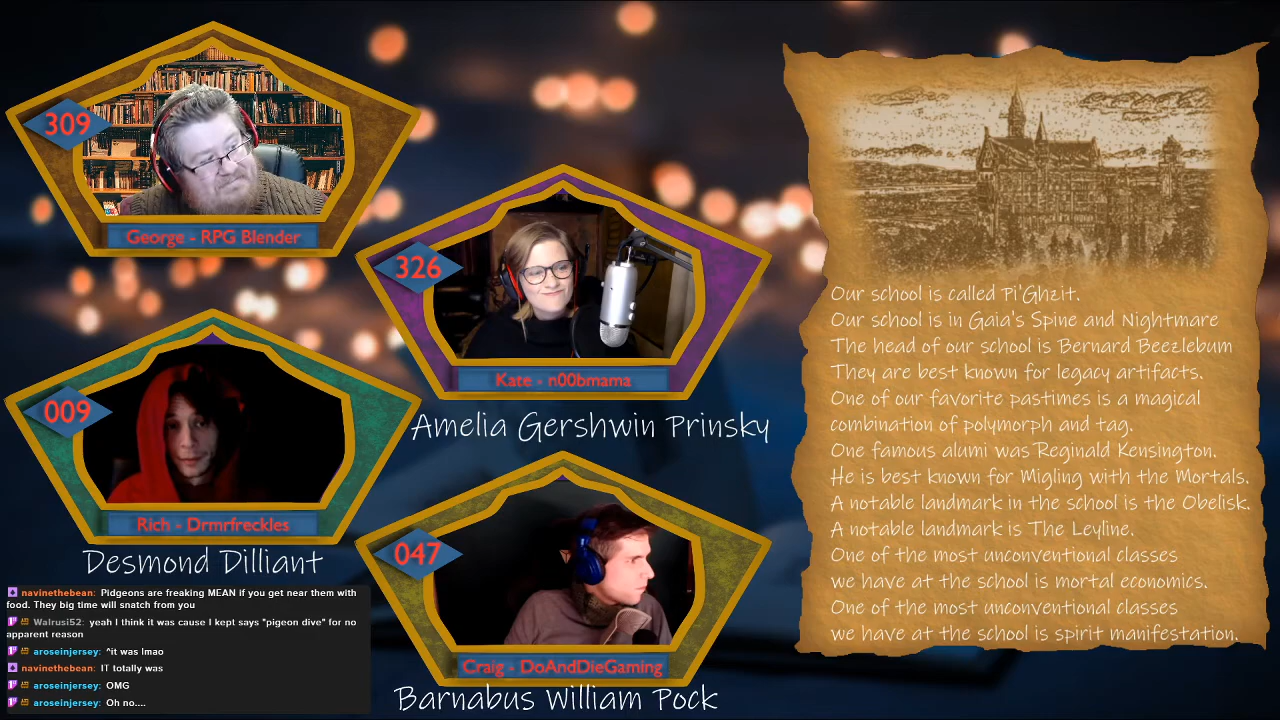 309
George - RPG Blender
326
Kate - n00bmama
Amelia Gershwin Prinsky
009
Rich - Drmrfreckles
Desmond Dilliant
047
Craig - DoAndDieGaming
Barnabus William Pock
navinethebean: Pidgeons are freaking MEAN if you get near them with
food. They big time will snatch from you
Walrusi52: yeah I think it was cause I kept says "pigeon dive" for no
apparent reason
aroseinjersey: ^it was lmao
navinethebean: IT totally was
aroseinjersey: OMG
aroseinjersey: Oh no....
Our school is called Pi'Ghzit.
Our school is in Gaia's Spine and Nightmare
The head of our school is Bernard Beezlebum
They are best known for legacy artifacts.
One of our favorite pastimes is a magical
combination of polymorph and tag.
One famous alumi was Reginald Kensington.
He is best known for Migling with the Mortals.
A notable landmark in the school is the Obelisk.
A notable landmark is The Leyline.
One of the most unconventional classes
we have at the school is mortal economics.
One of the most unconventional classes
we have at the school is spirit manifestation.